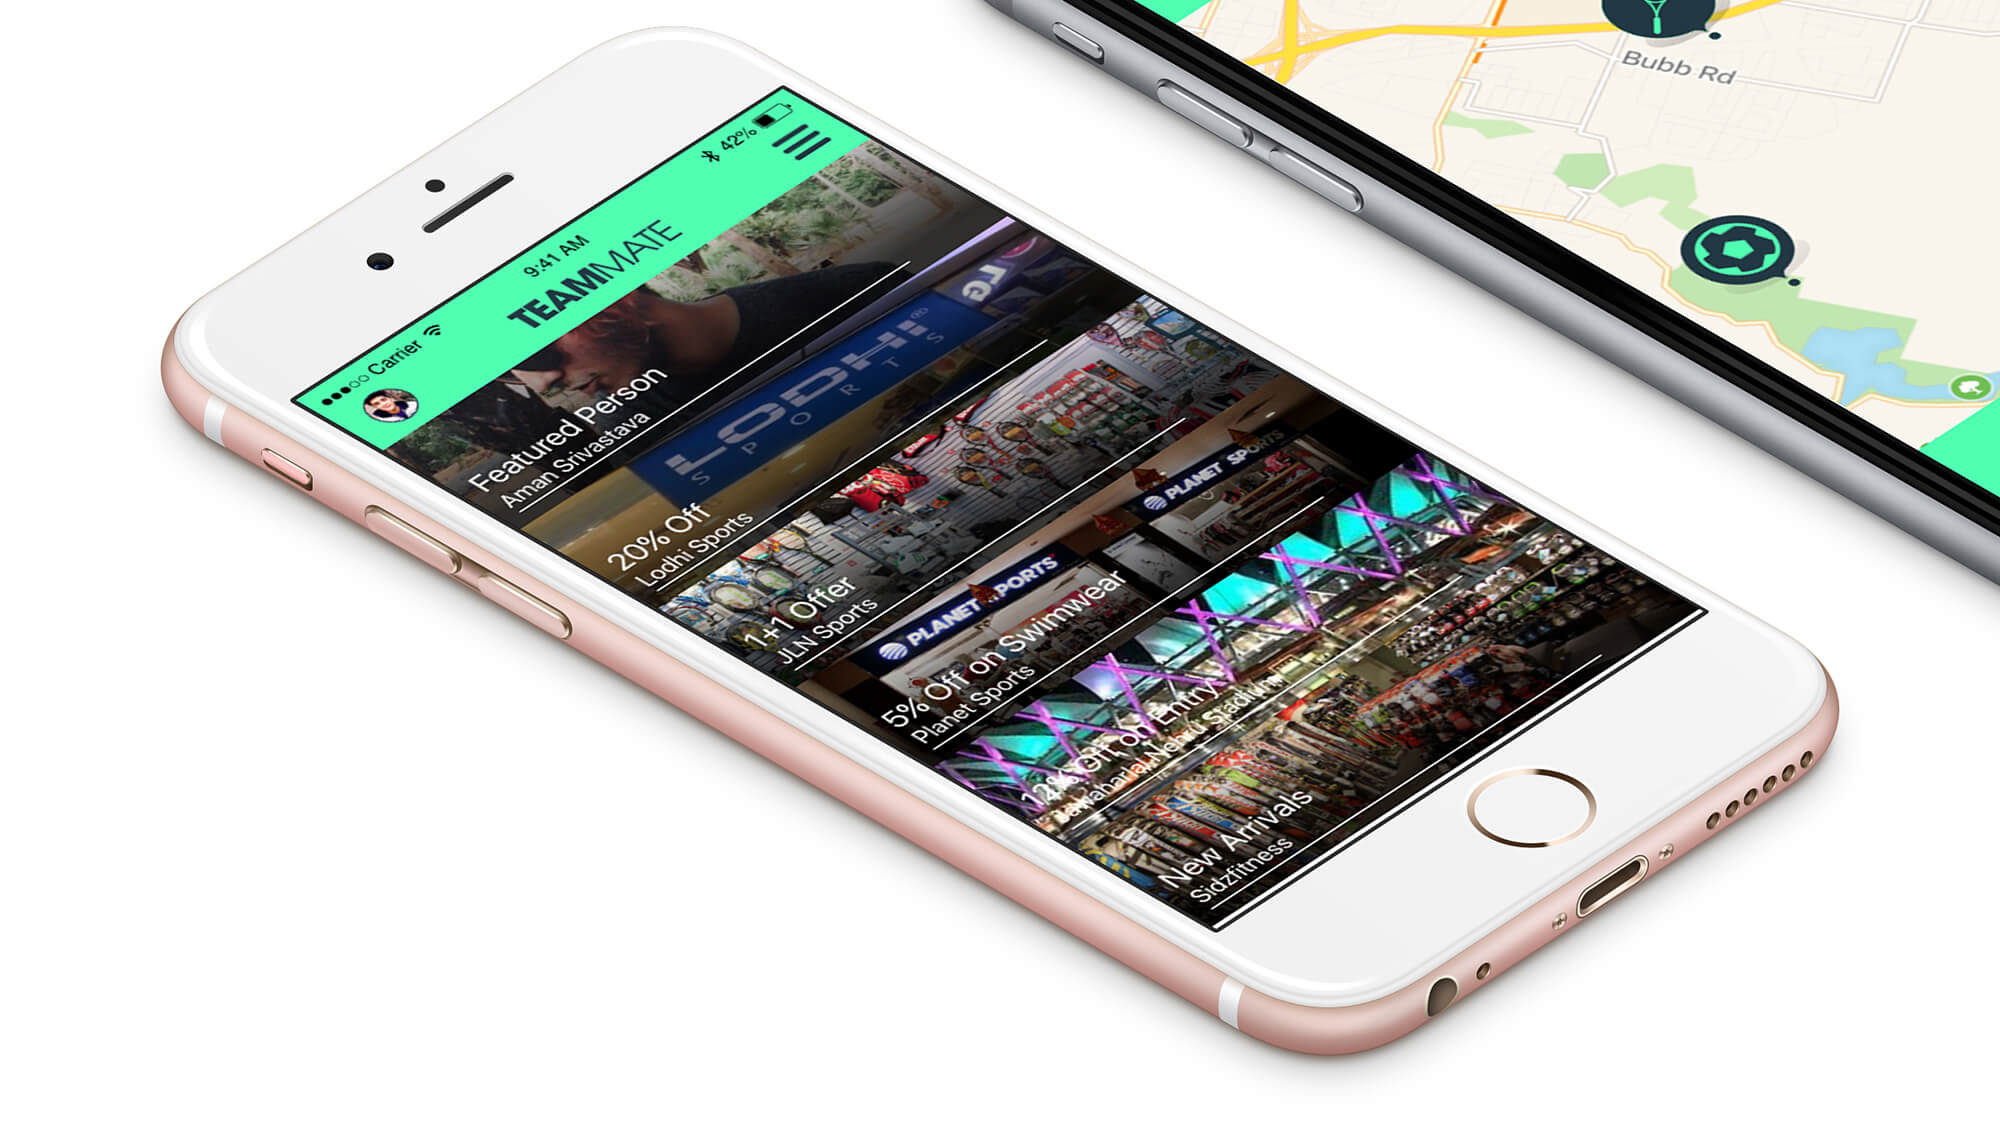 Carrier
9:41 AM
42%
TEAMMATE
Featured Person
Aman Srivastava
LG
LODHI®
SPORTS
20% Off
Lodhi Sports
1+1 Offer
JLN Sports
PLANET SPORTS
PLANET SPORTS
5% Off on Swimwear
Planet Sports
12% Off on Entry
Jawaharlal Nehru Stadium
New Arrivals
Sidzfitness
Bubb Rd